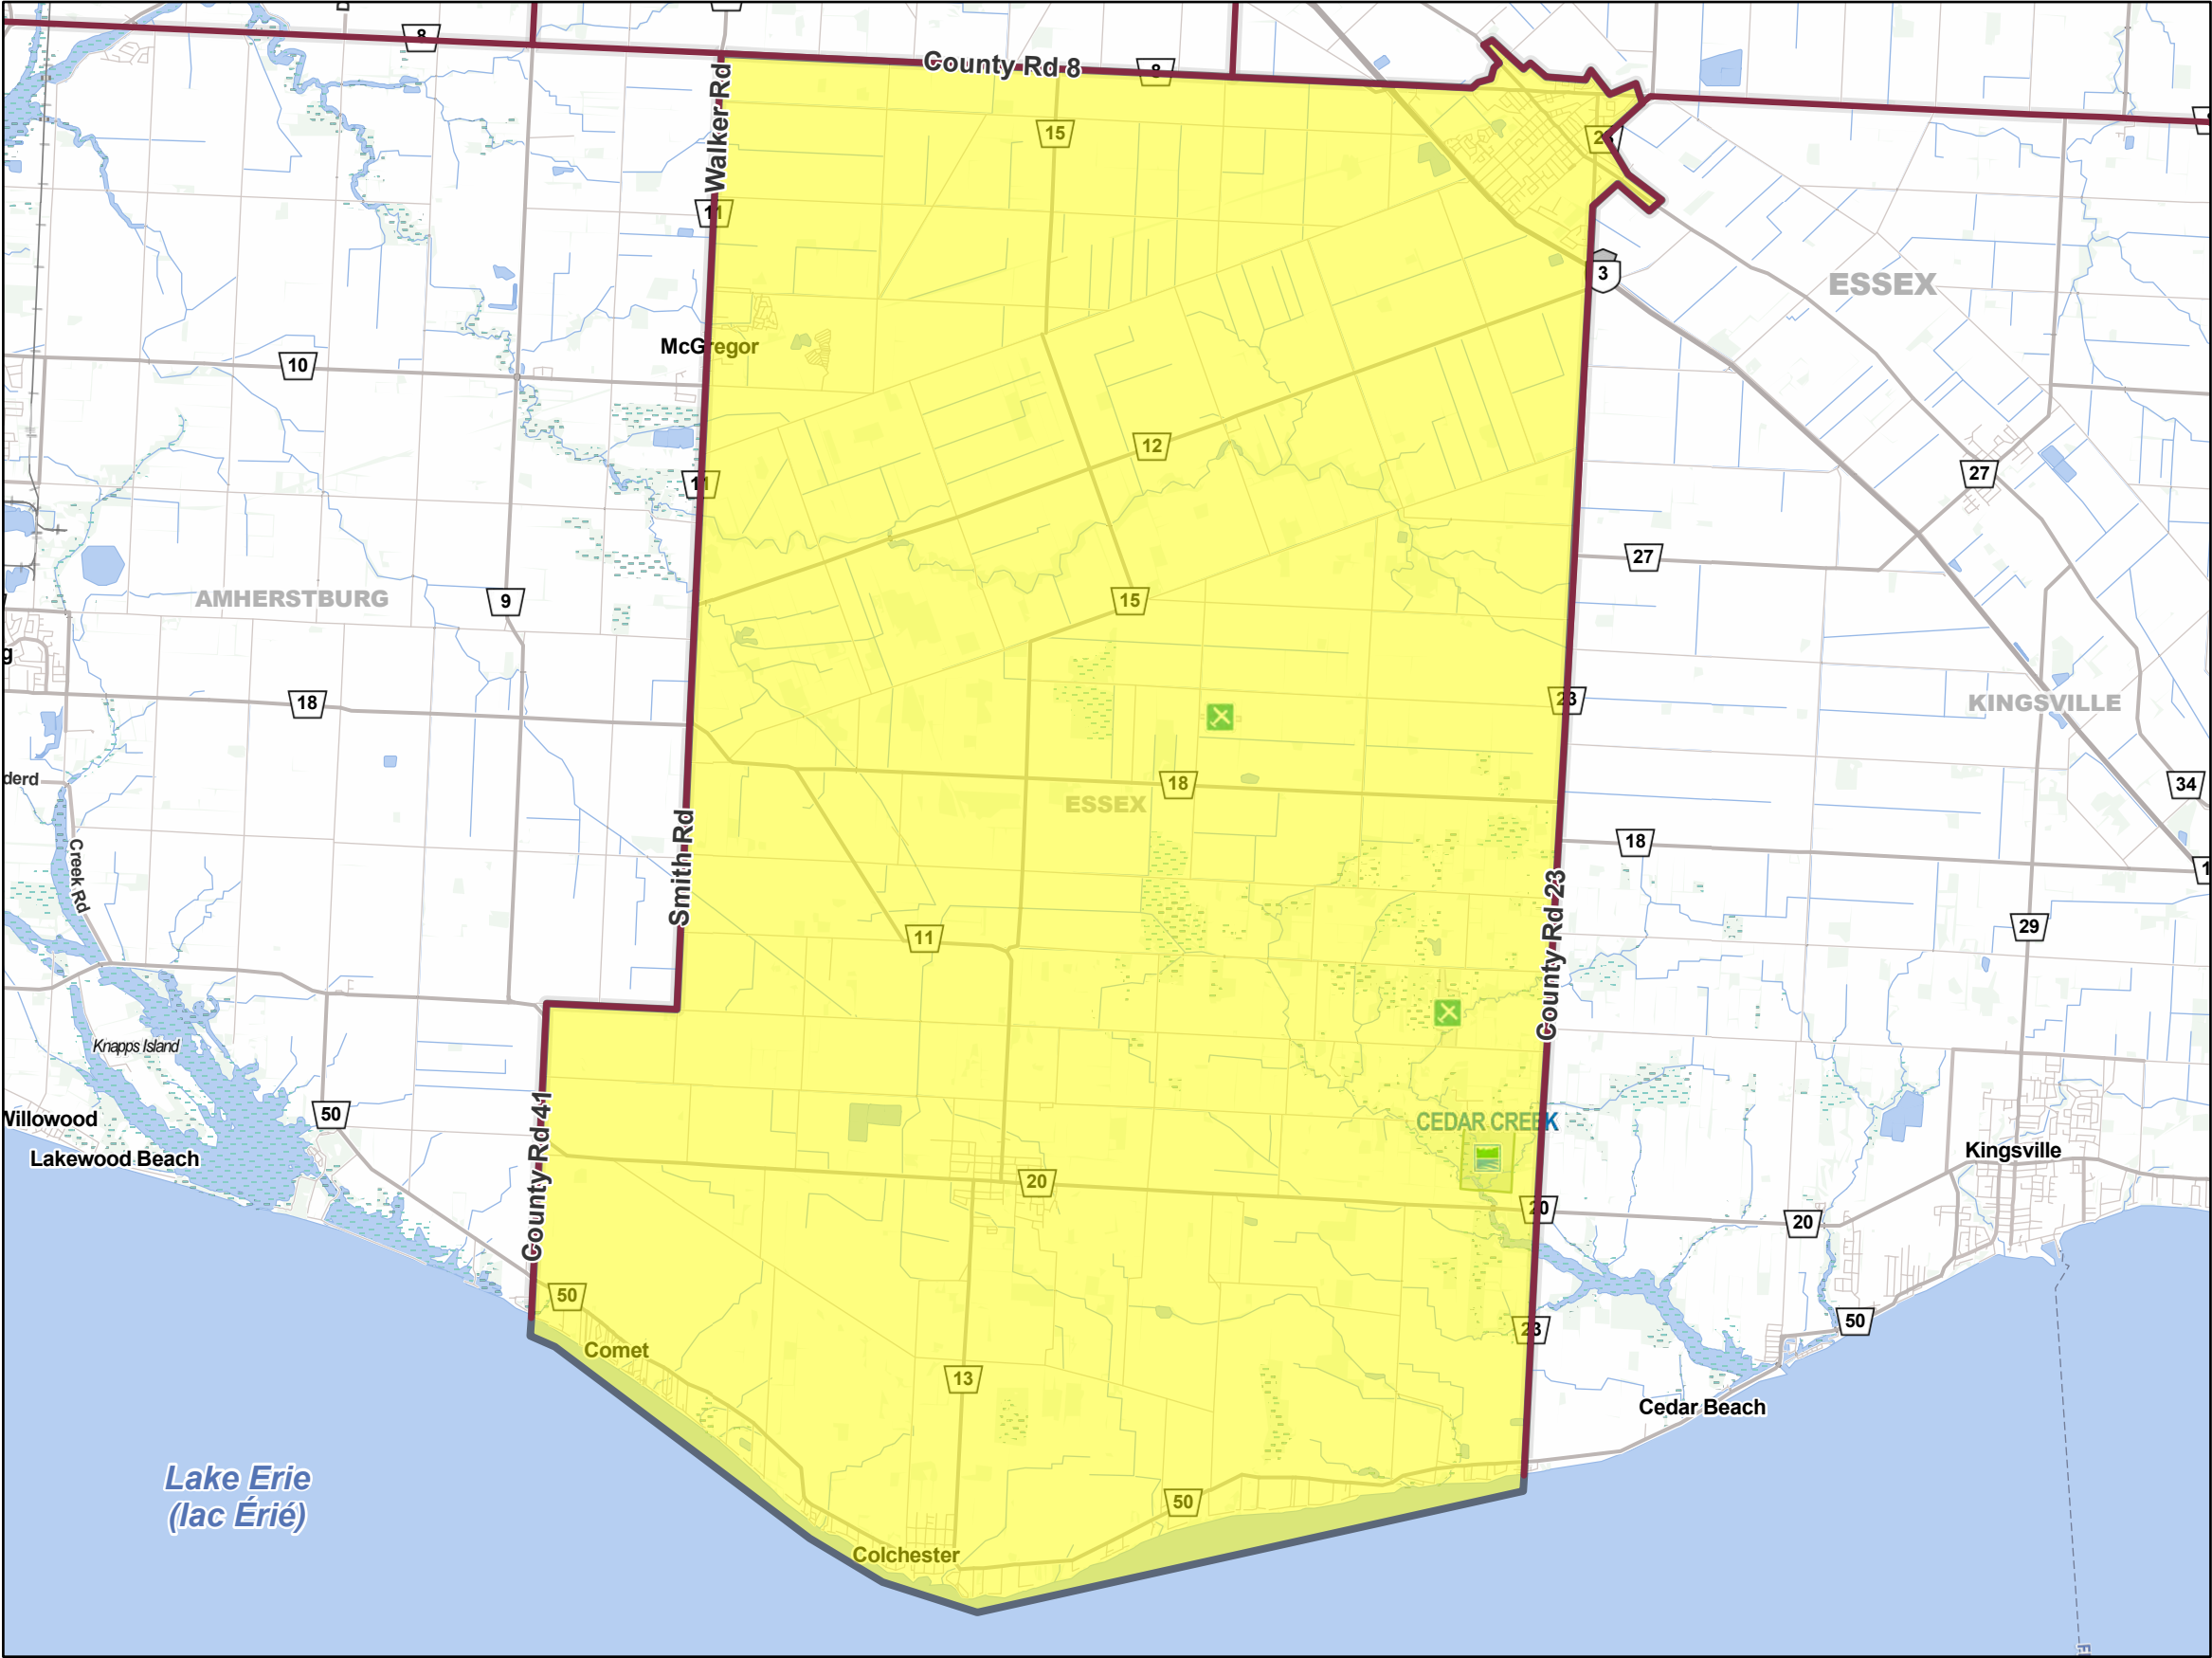 8
County Rd 8
8
Walker Rd
15
11
3
ESSEX
McGregor
10
12
27
11
27
AMHERSTBURG
9
15
g
18
23
KINGSVILLE
derd
18
34
ESSEX
Smith Rd
18
Creek Rd
11
County Rd 23
29
Knapps Island
50
Willowood
Lakewood Beach
County Rd 41
CEDAR CREEK
Kingsville
20
20
20
50
50
23
Comet
13
Cedar Beach
Lake Erie
(lac Érié)
50
Colchester